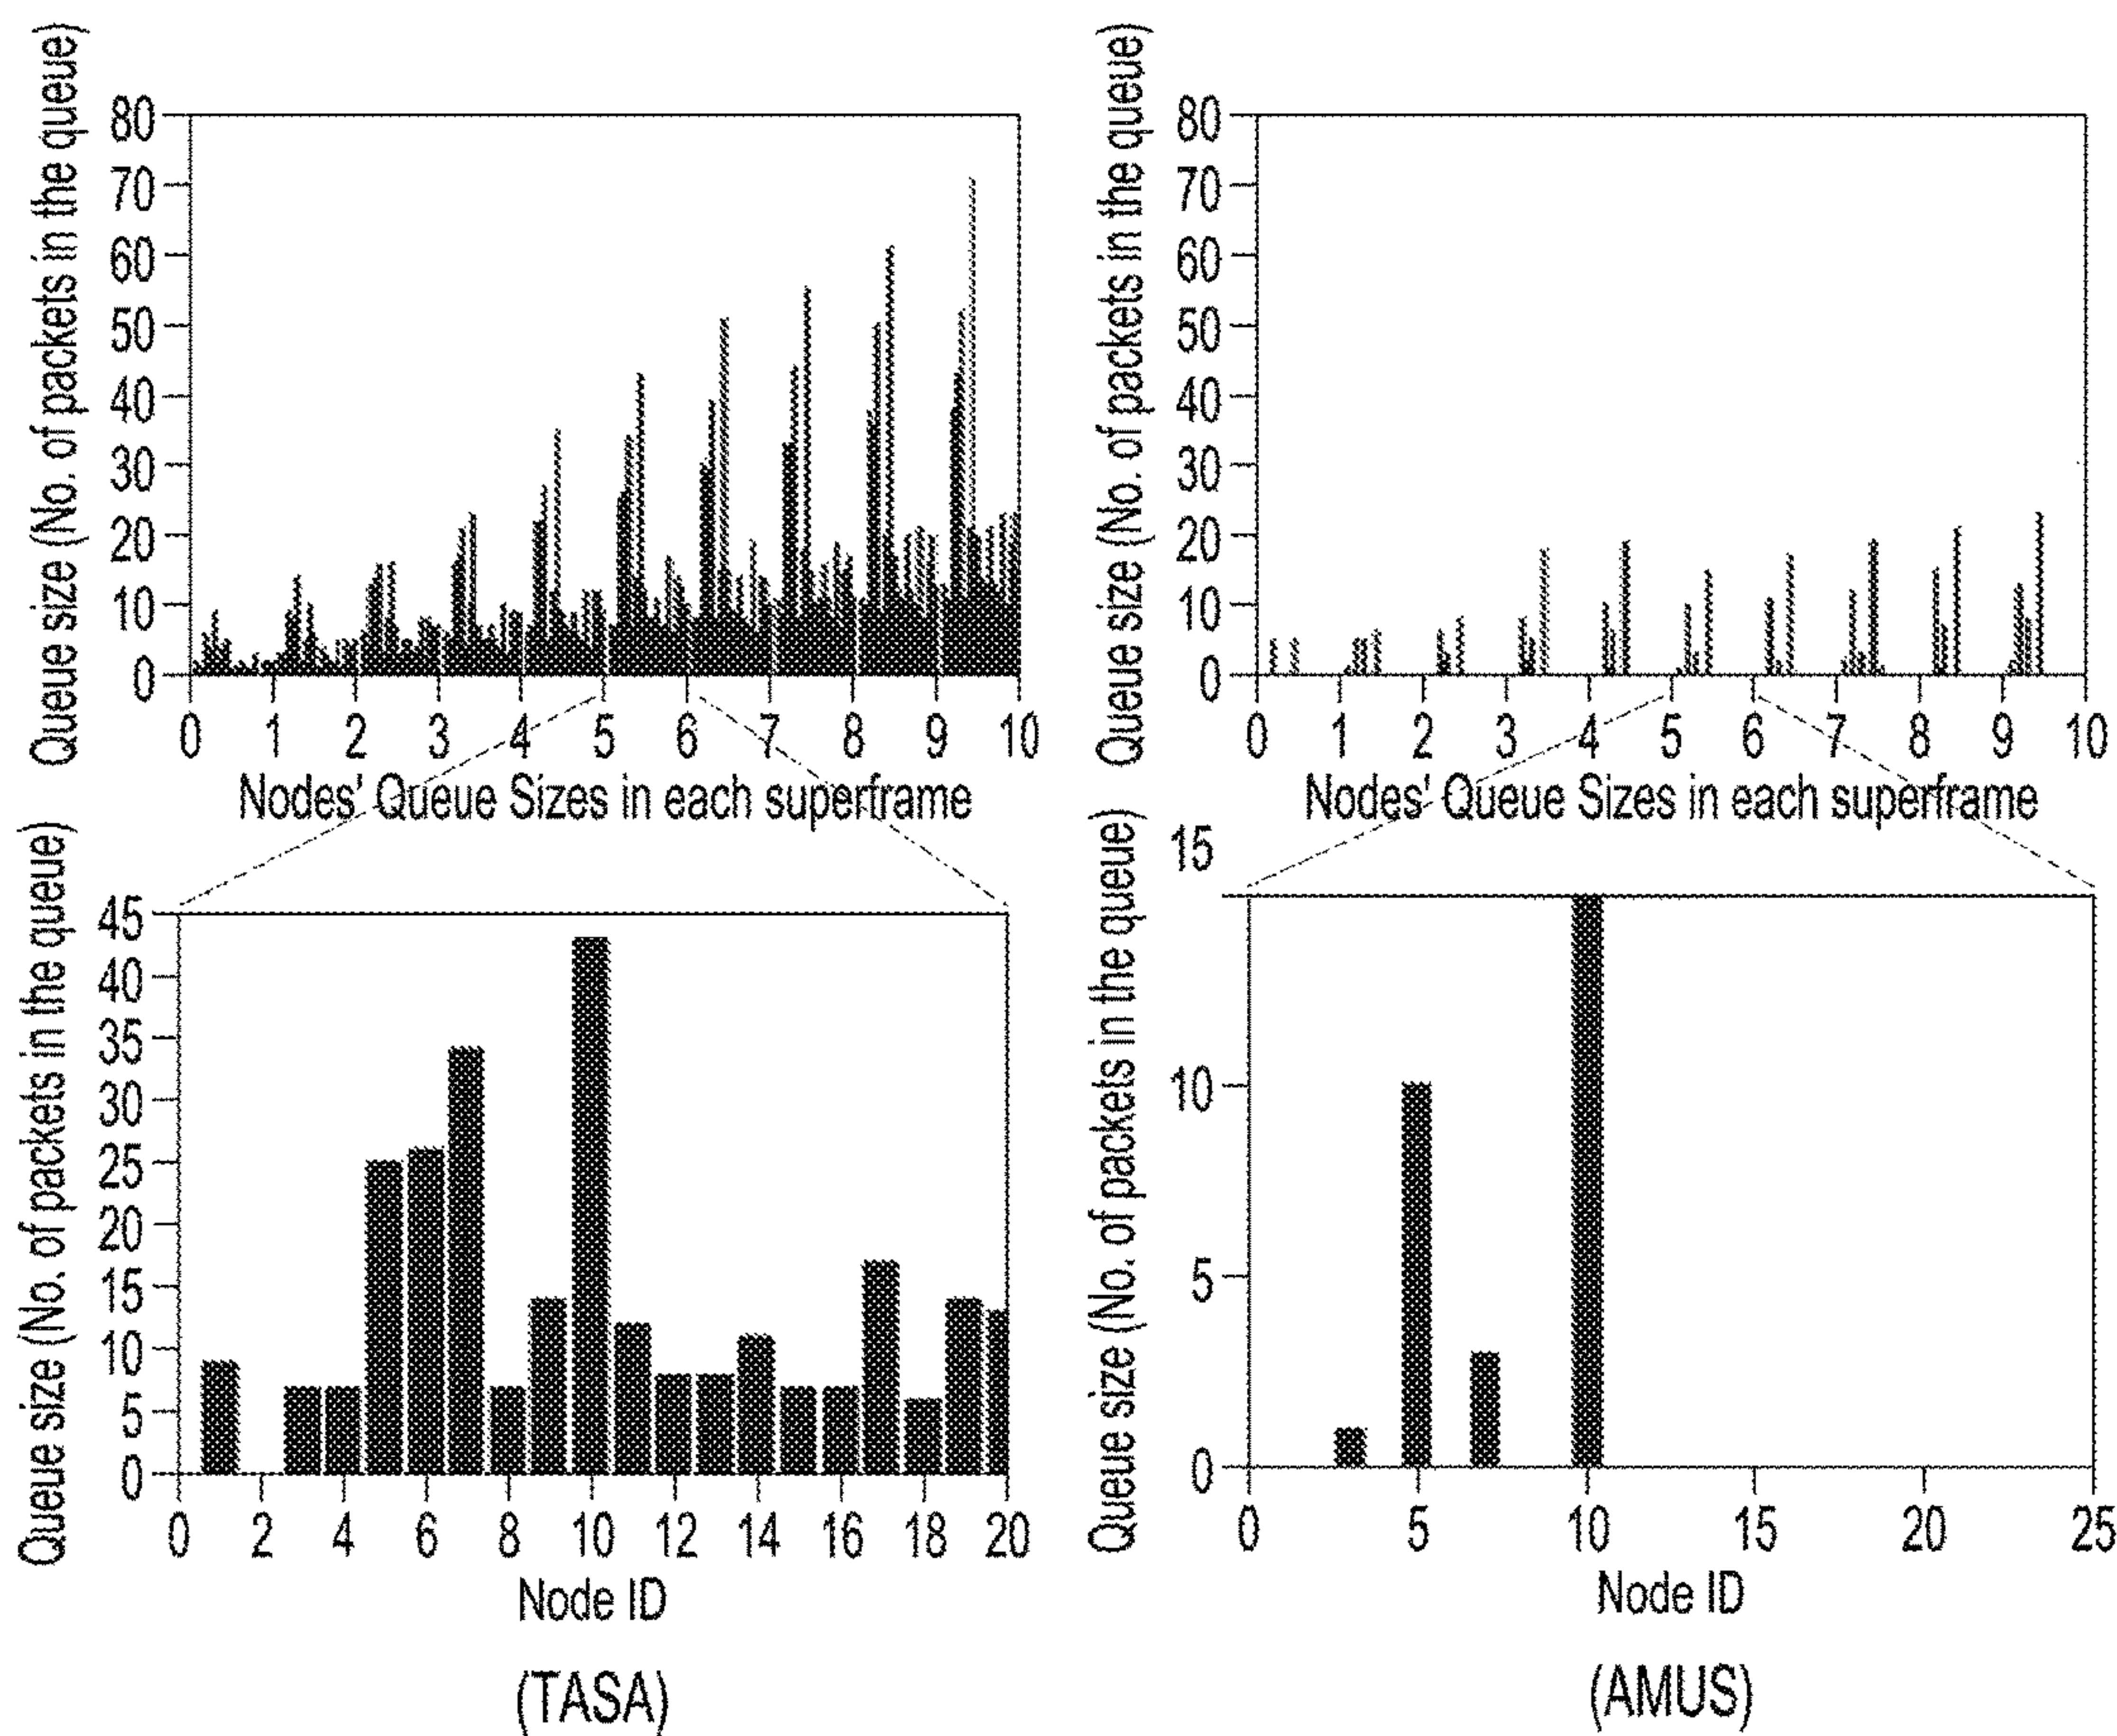 Queue size (No. of packets in the queue)
80
70
60
50
40
30
20
10
0
0 1 2 3 4 5 6 7 8 9 10
Nodes' Queue Sizes in each superframe
Queue size (No. of packets in the queue)
80
70
60
50
40
30
20
10
0
0 1 2 3 4 5 6 7 8 9 10
Nodes' Queue Sizes in each superframe
Queue size (No. of packets in the queue)
45
40
35
30
25
20
15
10
5
0
0 2 4 6 8 10 12 14 16 18 20
Node ID
(TASA)
Queue size (No. of packets in the queue)
15
10
5
0
0 5 10 15 20 25
Node ID
(AMUS)